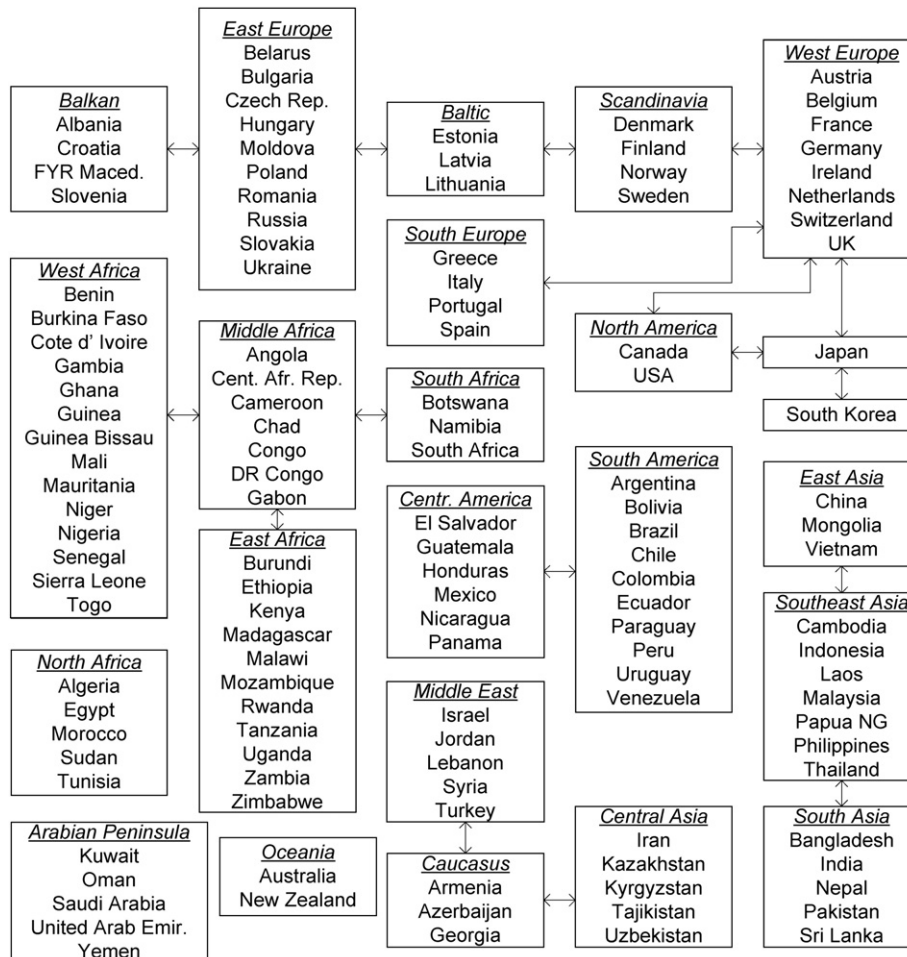 Balkan
Albania
Croatia
FYR Maced.
Slovenia
East Europe
Belarus
Bulgaria
Czech Rep.
Hungary
Moldova
Poland
Romania
Russia
Slovakia
Ukraine
Baltic
Estonia
Latvia
Lithuania
Scandinavia
Denmark
Finland
Norway
Sweden
West Europe
Austria
Belgium
France
Germany
Ireland
Netherlands
Switzerland
UK
South Europe
Greece
Italy
Portugal
Spain
North America
Canada
USA
Japan
South Korea
West Africa
Benin
Burkina Faso
Cote d' Ivoire
Gambia
Ghana
Guinea
Guinea Bissau
Mali
Mauritania
Niger
Nigeria
Senegal
Sierra Leone
Togo
Middle Africa
Angola
Cent. Afr. Rep.
Cameroon
Chad
Congo
DR Congo
Gabon
South Africa
Botswana
Namibia
South Africa
East Africa
Burundi
Ethiopia
Kenya
Madagascar
Malawi
Mozambique
Rwanda
Tanzania
Uganda
Zambia
Zimbabwe
Centr. America
El Salvador
Guatemala
Honduras
Mexico
Nicaragua
Panama
South America
Argentina
Bolivia
Brazil
Chile
Colombia
Ecuador
Paraguay
Peru
Uruguay
Venezuela
East Asia
China
Mongolia
Vietnam
Southeast Asia
Cambodia
Indonesia
Laos
Malaysia
Papua NG
Philippines
Thailand
North Africa
Algeria
Egypt
Morocco
Sudan
Tunisia
Middle East
Israel
Jordan
Lebanon
Syria
Turkey
Arabian Peninsula
Kuwait
Oman
Saudi Arabia
United Arab Emir.
Yemen
Oceania
Australia
New Zealand
Caucasus
Armenia
Azerbaijan
Georgia
Central Asia
Iran
Kazakhstan
Kyrgyzstan
Tajikistan
Uzbekistan
South Asia
Bangladesh
India
Nepal
Pakistan
Sri Lanka